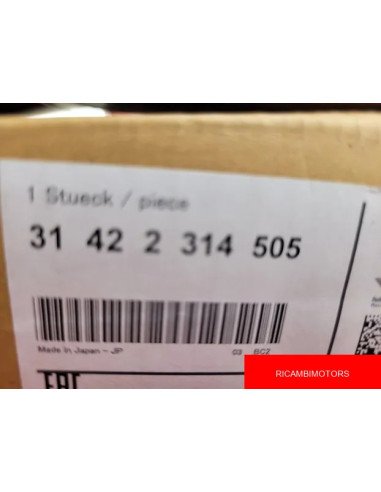 1 Stueck / piece
31 42 2 314 505
Made in Japan - JP 03 BCZ
EAC
RICAMBIMOTORS